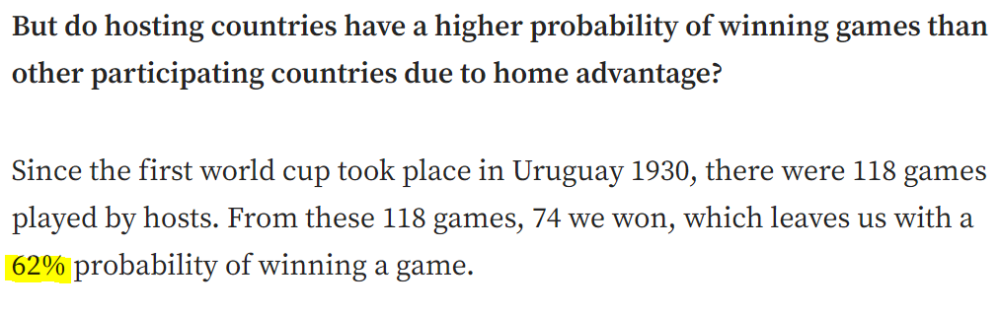 But do hosting countries have a higher probability of winning games than
other participating countries due to home advantage?
Since the first world cup took place in Uruguay 1930, there were 118 games
played by hosts. From these 118 games, 74 we won, which leaves us with a
62% probability of winning a game.